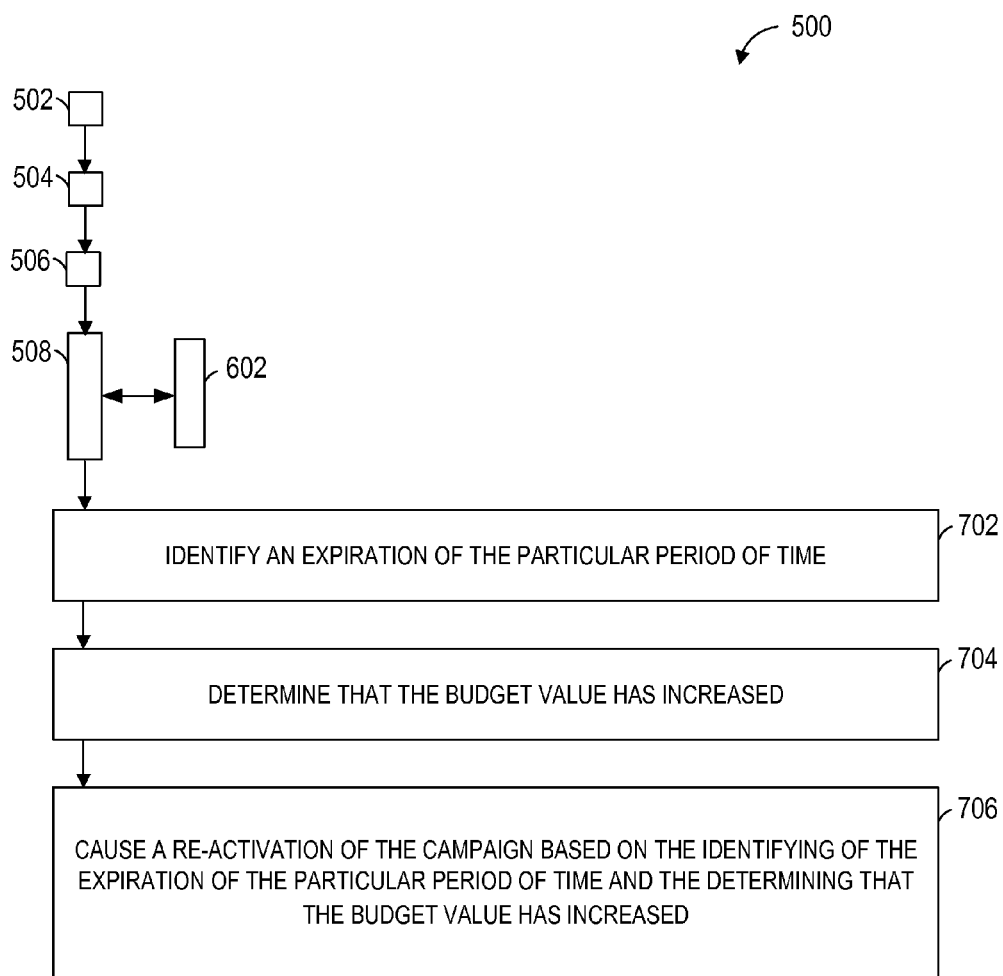 500
502
504
506
508
602
702
IDENTIFY AN EXPIRATION OF THE PARTICULAR PERIOD OF TIME
704
DETERMINE THAT THE BUDGET VALUE HAS INCREASED
706
CAUSE A RE-ACTIVATION OF THE CAMPAIGN BASED ON THE IDENTIFYING OF THE
EXPIRATION OF THE PARTICULAR PERIOD OF TIME AND THE DETERMINING THAT
THE BUDGET VALUE HAS INCREASED